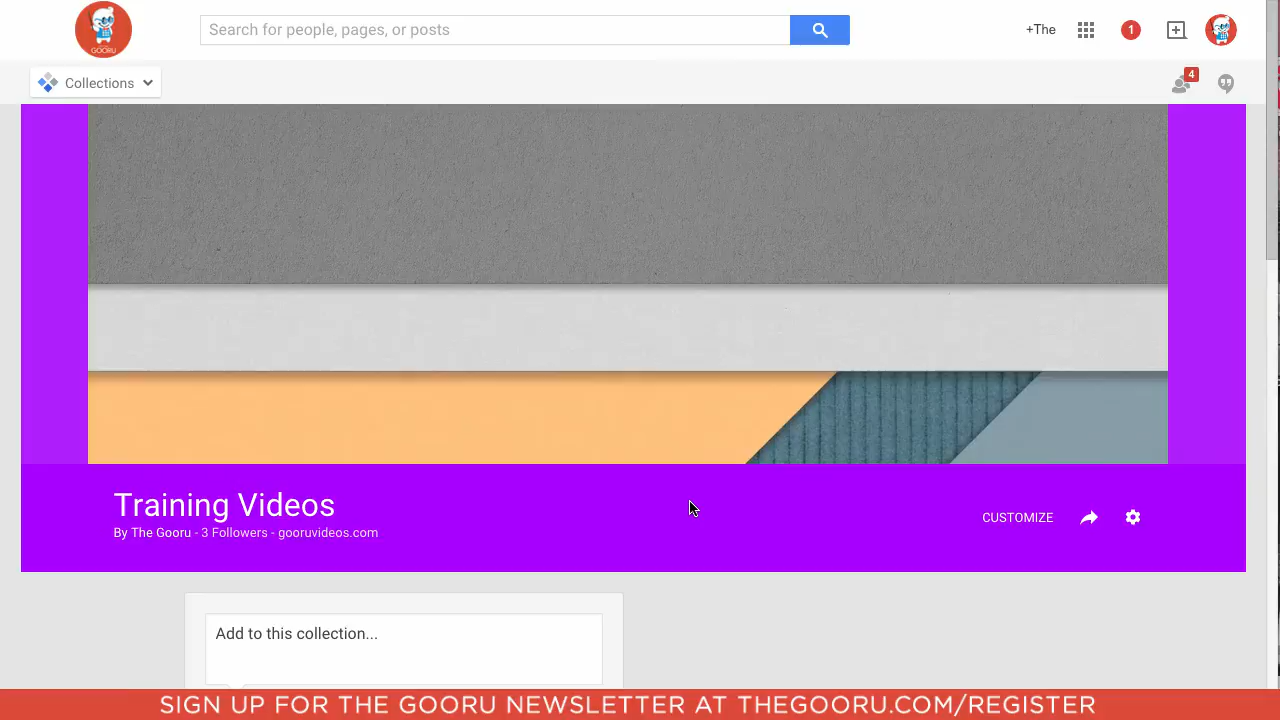 GOORU
Search for people, pages, or posts
+The
1
Collections
4
Training Videos
By The Gooru - 3 Followers - gooruvideos.com
CUSTOMIZE
Add to this collection...
SIGN UP FOR THE GOORU NEWSLETTER AT THEGOORU.COM/REGISTER